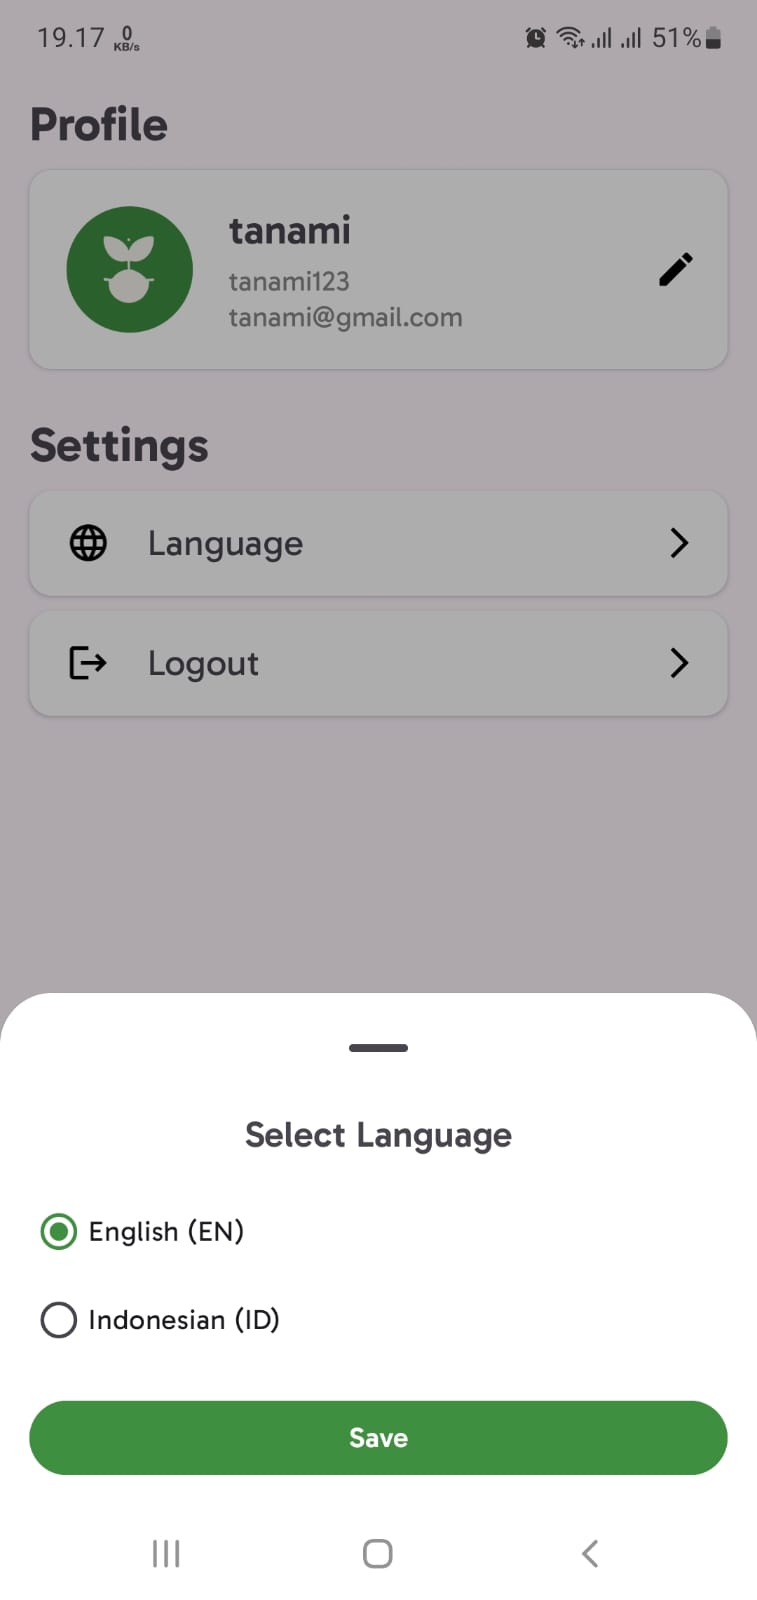 19.17 0 KB/s 51%
Profile
tanami
tanami123
tanami@gmail.com
Settings
Language
Logout
Select Language
English (EN)
Indonesian (ID)
Save